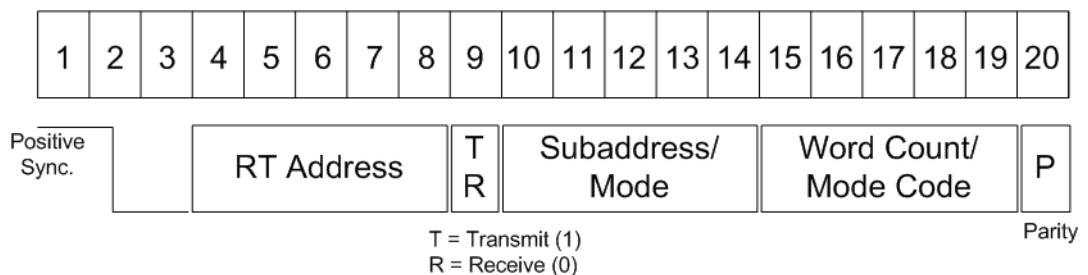 1 2 3 4 5 6 7 8 9 10 11 12 13 14 15 16 17 18 19 20
Positive
Sync.
RT Address
T
R
Subaddress/
Mode
Word Count/
Mode Code
P
Parity
T = Transmit (1)
R = Receive (0)